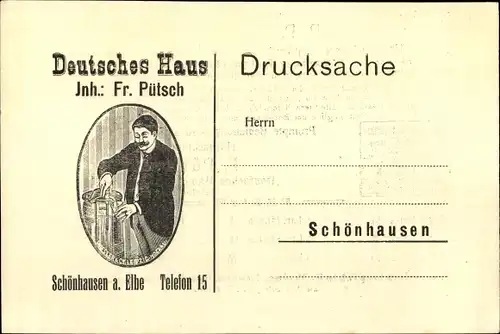 Deutsches Haus
Jnh.: Fr. Pütsch
Schönhausen a. Elbe Telefon 15
Drucksache
Herrn
Schönhausen